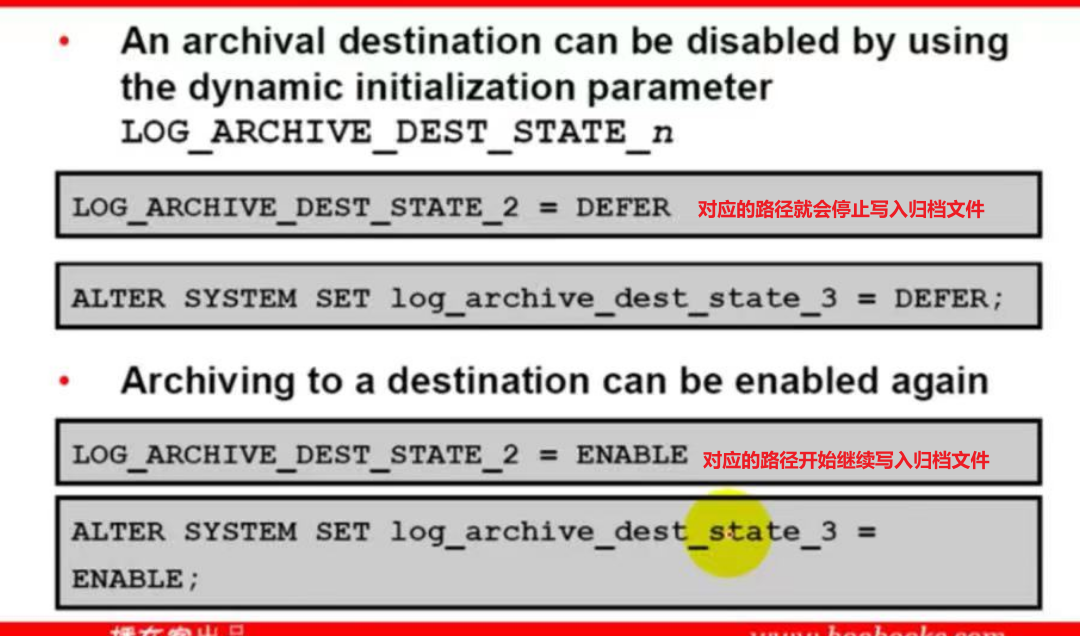 • An archival destination can be disabled by using
the dynamic initialization parameter
LOG_ARCHIVE_DEST_STATE_n
LOG_ARCHIVE_DEST_STATE_2 = DEFER 对应的路径就会停止写入归档文件
ALTER SYSTEM SET log_archive_dest_state_3 = DEFER;
• Archiving to a destination can be enabled again
LOG_ARCHIVE_DEST_STATE_2 = ENABLE 对应的路径开始继续写入归档文件
ALTER SYSTEM SET log_archive_dest_state_3 =
ENABLE;